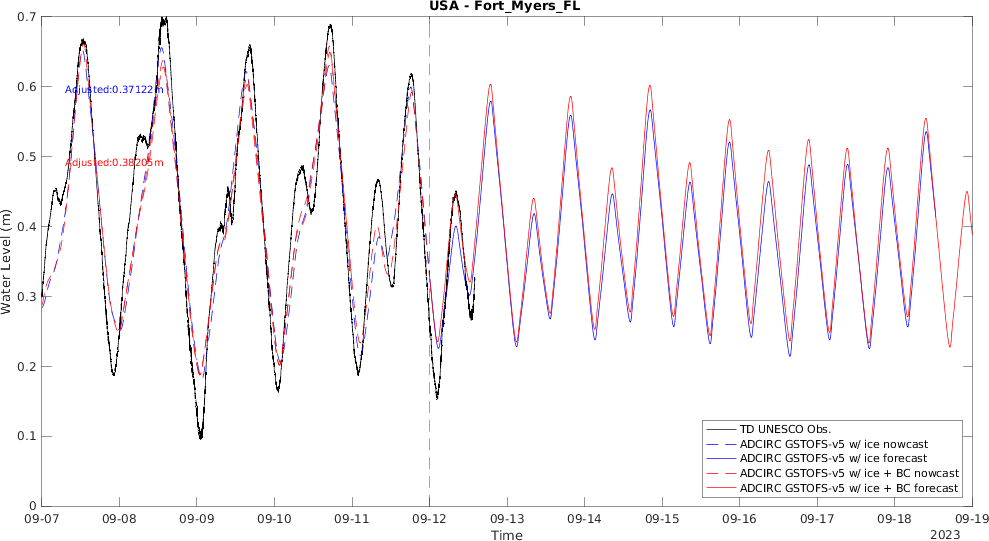 USA - Fort_Myers_FL
0.7
0.6
0.5
0.4
0.3
0.2
0.1
0
Water Level (m)
Adjusted:0.37122m
Adjusted:0.38205m
TD UNESCO Obs.
ADCIRC GSTOFS-v5 w/ ice nowcast
ADCIRC GSTOFS-v5 w/ ice forecast
ADCIRC GSTOFS-v5 w/ ice + BC nowcast
ADCIRC GSTOFS-v5 w/ ice + BC forecast
09-07 09-08 09-09 09-10 09-11 09-12 09-13 09-14 09-15 09-16 09-17 09-18 09-19
Time
2023